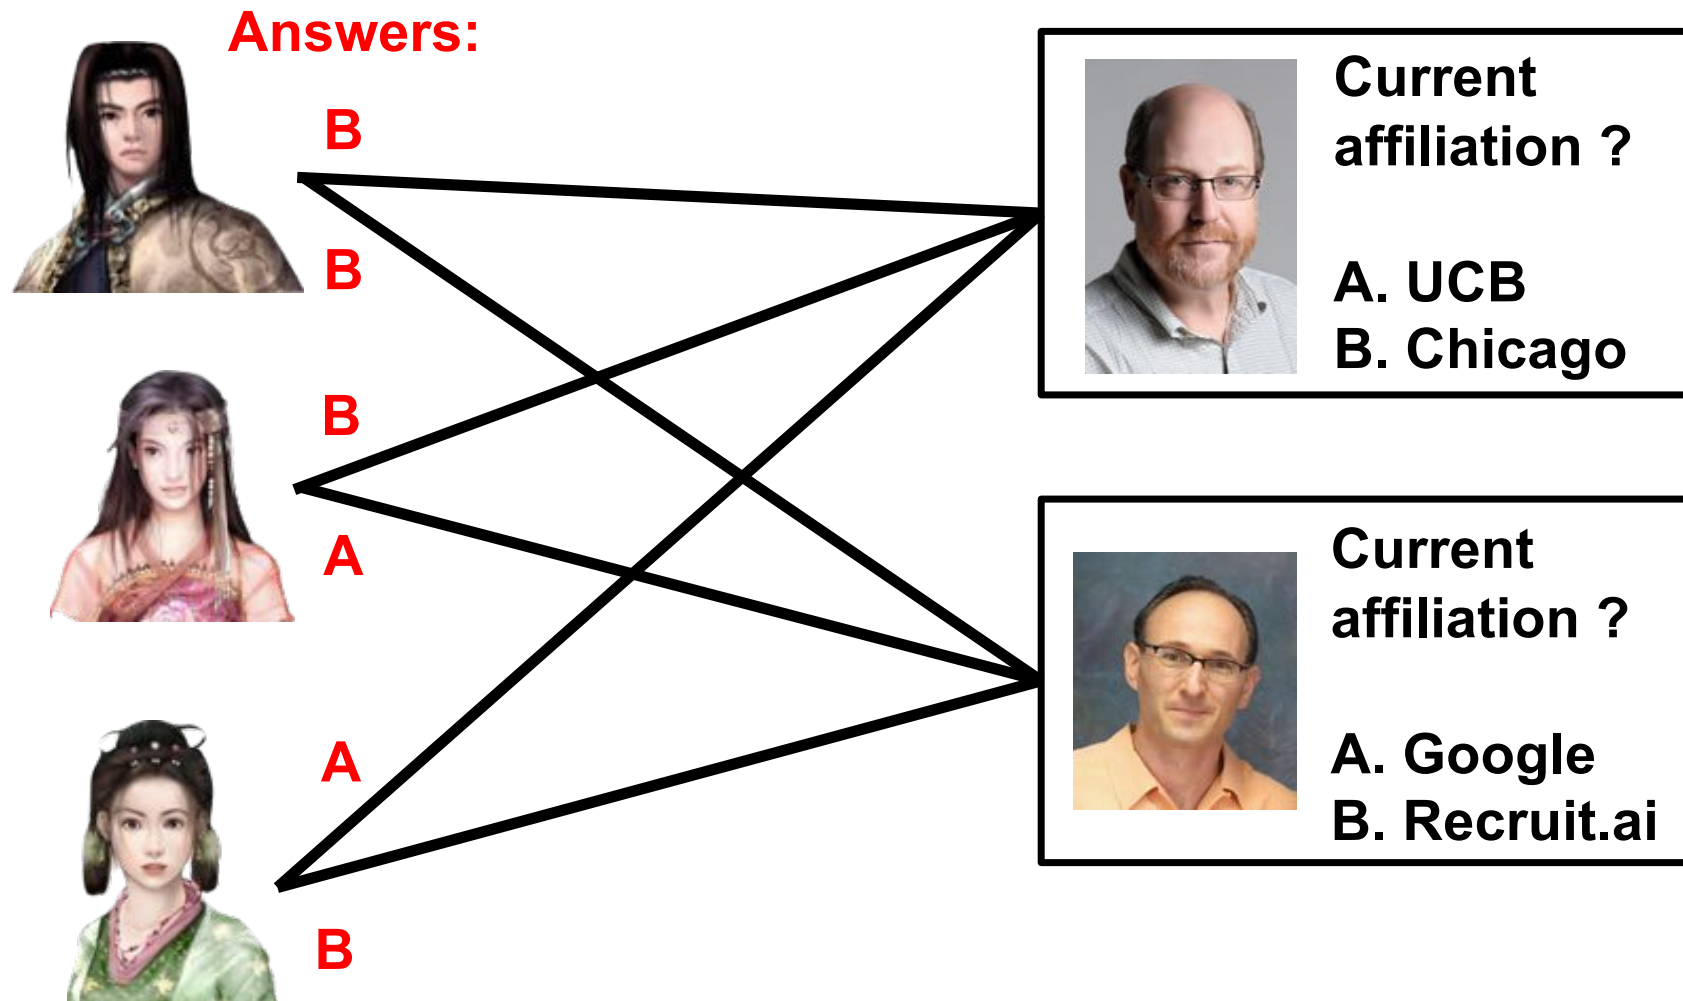 Answers:
B
B
B
A
A
B
Current
affiliation ?
A. UCB
B. Chicago
Current
affiliation ?
A. Google
B. Recruit.ai